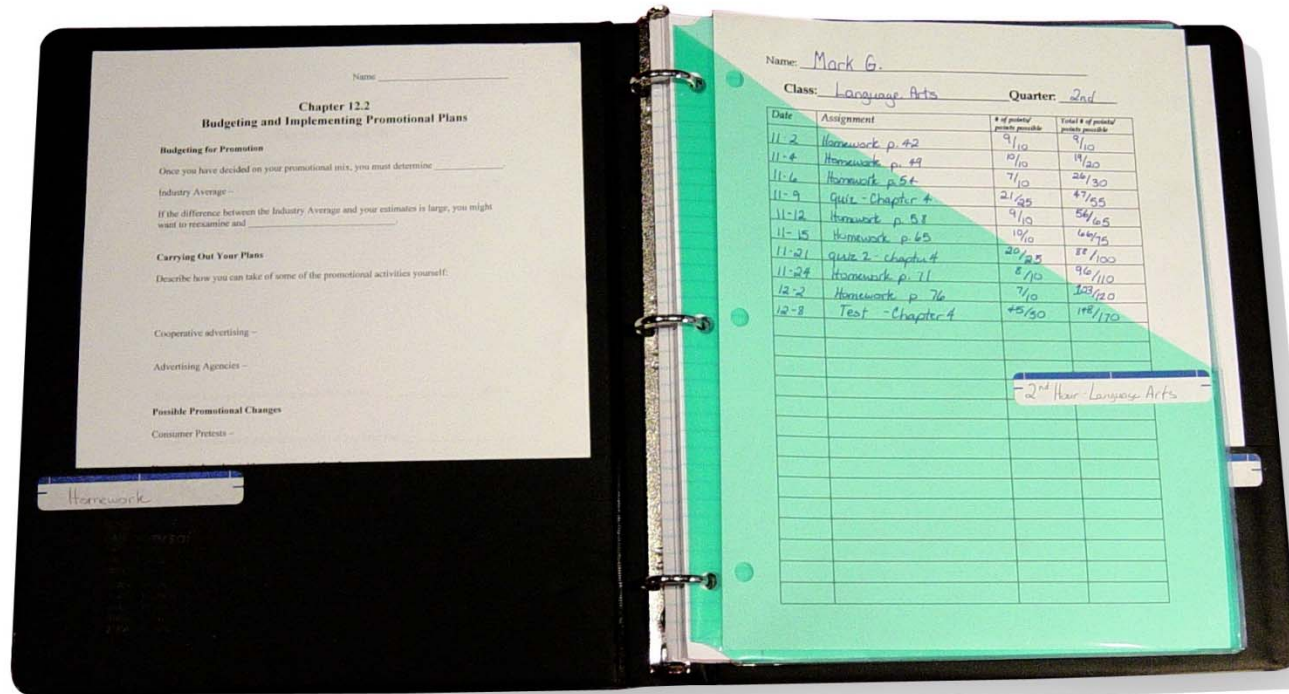 Name
Chapter 12.2
Budgeting and Implementing Promotional Plans
Budgeting for Promotion
Once you have decided on your promotional mix, you must determine
Industry Average –
If the difference between the Industry Average and your estimates is large, you might
want to reexamine and
Carrying Out Your Plans
Describe how you can take of some of the promotional activities yourself:
Cooperative advertising –
Advertising Agencies –
Possible Promotional Changes
Consumer Pretests –
Homework
Name: Mark G.
Class: Language Arts Quarter: 2nd
Date Assignment # of points/ points possible Total # of points/ points possible
11-2 Homework p. 42 9/10 9/10
11-4 Homework p. 49 10/10 19/20
11-6 Homework p. 54 7/10 26/30
11-9 Quiz - Chapter 4 21/25 47/55
11-12 Homework p. 58 9/10 56/65
11-15 Homework p. 65 10/10 66/75
11-21 quiz 2 - chapter 4 20/25 88/100
11-24 Homework p. 71 8/10 96/110
12-2 Homework p. 76 7/10 103/120
12-8 Test - Chapter 4 45/50 148/170
2nd Hour Language Arts